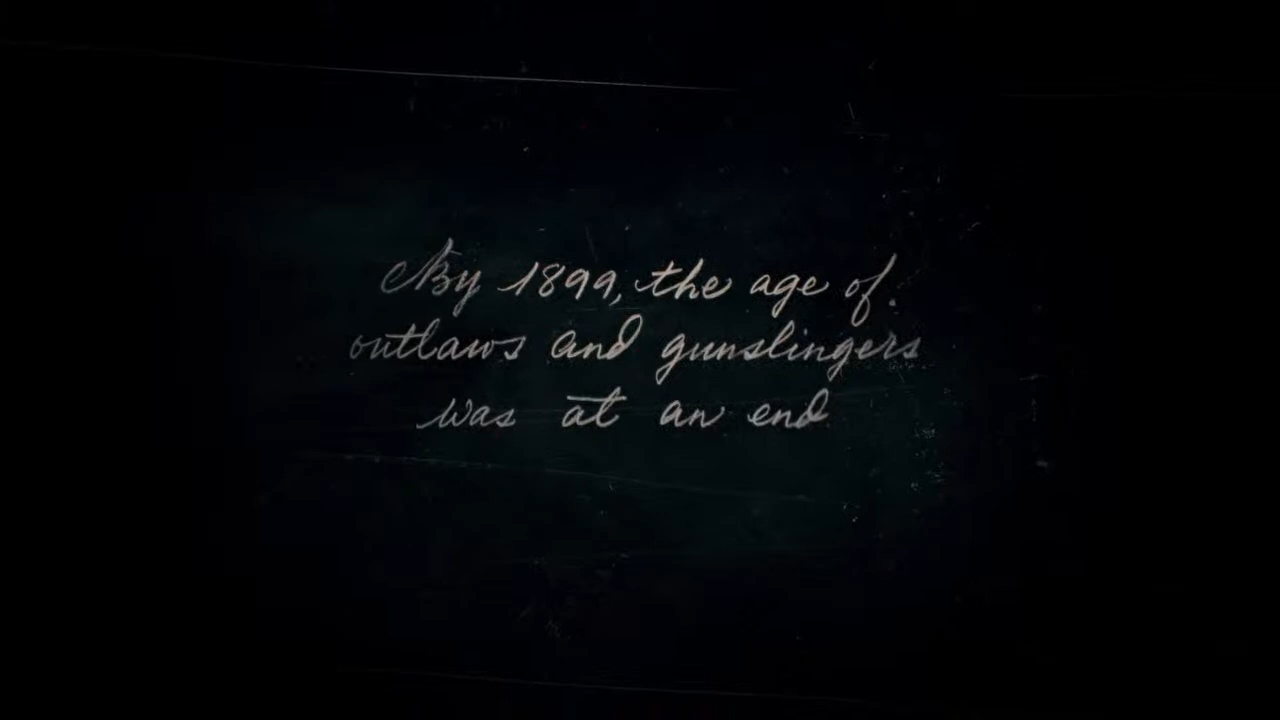 By 1899, the age of
outlaws and gunslingers
was at an end